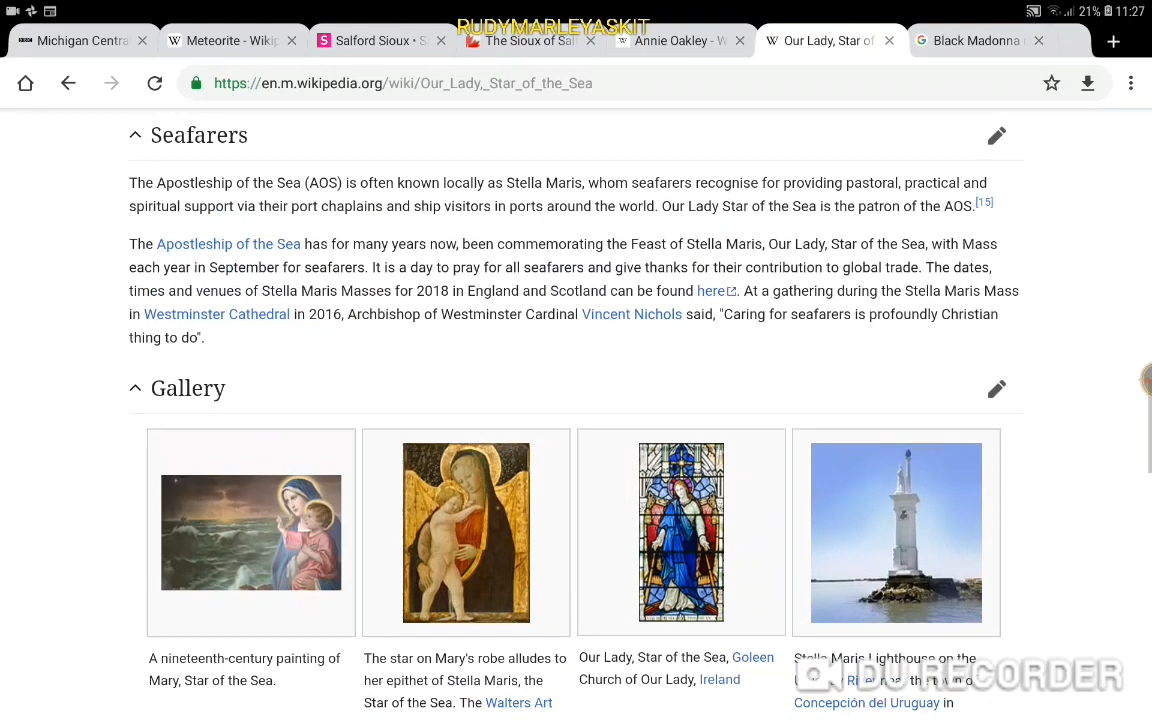 21% 11:27
RUDYMARLEYASKIT
Michigan Centra
Meteorite - Wikip
Salford Sioux • S
The Sioux of Salf
Annie Oakley - W
Our Lady, Star of
Black Madonna
https://en.m.wikipedia.org/wiki/Our_Lady,_Star_of_the_Sea
Seafarers
The Apostleship of the Sea (AOS) is often known locally as Stella Maris, whom seafarers recognise for providing pastoral, practical and
spiritual support via their port chaplains and ship visitors in ports around the world. Our Lady Star of the Sea is the patron of the AOS.[15]
The Apostleship of the Sea has for many years now, been commemorating the Feast of Stella Maris, Our Lady, Star of the Sea, with Mass
each year in September for seafarers. It is a day to pray for all seafarers and give thanks for their contribution to global trade. The dates,
times and venues of Stella Maris Masses for 2018 in England and Scotland can be found here. At a gathering during the Stella Maris Mass
in Westminster Cathedral in 2016, Archbishop of Westminster Cardinal Vincent Nichols said, "Caring for seafarers is profoundly Christian
thing to do".
Gallery
A nineteenth-century painting of
Mary, Star of the Sea.
The star on Mary's robe alludes to
her epithet of Stella Maris, the
Star of the Sea. The Walters Art
Our Lady, Star of the Sea, Goleen
Church of Our Lady, Ireland
Stella Maris Lighthouse on the
River near the town of
Concepción del Uruguay in
DU RECORDER